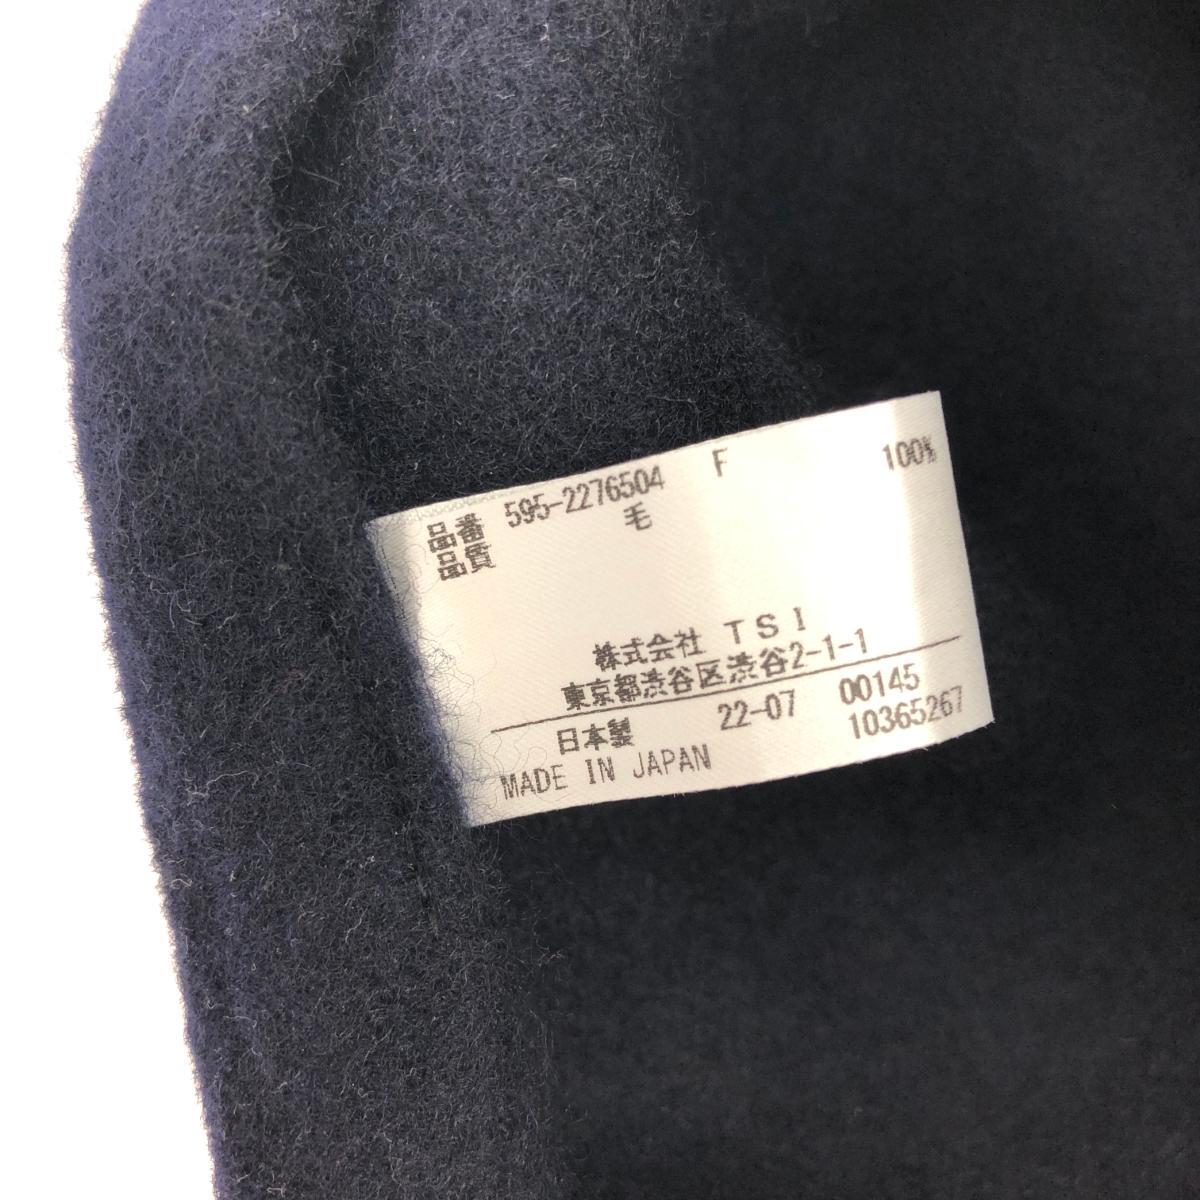 品番 595-2276504 F
品質 毛 100%
株式会社 TSI
東京都渋谷区渋谷2-1-1
日本製 22-07 00145
MADE IN JAPAN 10365267